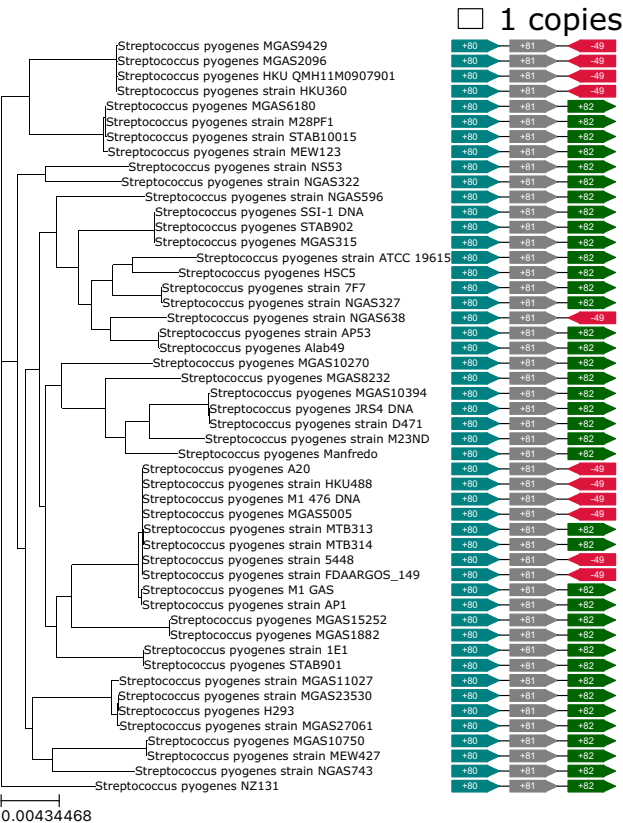 1 copies
Streptococcus pyogenes MGAS9429 +80 +81 -49
Streptococcus pyogenes MGAS2096 +80 +81 -49
Streptococcus pyogenes HKU QMH11M0907901 +80 +81 -49
Streptococcus pyogenes strain HKU360 +80 +81 -49
Streptococcus pyogenes MGAS6180 +80 +81 +82
Streptococcus pyogenes strain M28PF1 +80 +81 +82
Streptococcus pyogenes strain STAB10015 +80 +81 +82
Streptococcus pyogenes strain MEW123 +80 +81 +82
Streptococcus pyogenes strain NS53 +80 +81 +82
Streptococcus pyogenes strain NGAS322 +80 +81 +82
Streptococcus pyogenes strain NGAS596 +80 +81 +82
Streptococcus pyogenes SSI-1 DNA +80 +81 +82
Streptococcus pyogenes STAB902 +80 +81 +82
Streptococcus pyogenes MGAS315 +80 +81 +82
Streptococcus pyogenes strain ATCC 19615 +80 +81 +82
Streptococcus pyogenes HSC5 +80 +81 +82
Streptococcus pyogenes strain 7F7 +80 +81 +82
Streptococcus pyogenes strain NGAS327 +80 +81 +82
Streptococcus pyogenes strain NGAS638 +80 +81 -49
Streptococcus pyogenes strain AP53 +80 +81 +82
Streptococcus pyogenes Alab49 +80 +81 +82
Streptococcus pyogenes MGAS10270 +80 +81 +82
Streptococcus pyogenes MGAS8232 +80 +81 +82
Streptococcus pyogenes MGAS10394 +80 +81 +82
Streptococcus pyogenes JRS4 DNA +80 +81 +82
Streptococcus pyogenes strain D471 +80 +81 +82
Streptococcus pyogenes strain M23ND +80 +81 +82
Streptococcus pyogenes Manfredo +80 +81 +82
Streptococcus pyogenes A20 +80 +81 -49
Streptococcus pyogenes strain HKU488 +80 +81 -49
Streptococcus pyogenes M1 476 DNA +80 +81 -49
Streptococcus pyogenes MGAS5005 +80 +81 -49
Streptococcus pyogenes strain MTB313 +80 +81 +82
Streptococcus pyogenes strain MTB314 +80 +81 +82
Streptococcus pyogenes strain 5448 +80 +81 -49
Streptococcus pyogenes strain FDAARGOS_149 +80 +81 -49
Streptococcus pyogenes M1 GAS +80 +81 +82
Streptococcus pyogenes strain AP1 +80 +81 +82
Streptococcus pyogenes MGAS15252 +80 +81 +82
Streptococcus pyogenes MGAS1882 +80 +81 +82
Streptococcus pyogenes strain 1E1 +80 +81 +82
Streptococcus pyogenes STAB901 +80 +81 +82
Streptococcus pyogenes strain MGAS11027 +80 +81 +82
Streptococcus pyogenes strain MGAS23530 +80 +81 +82
Streptococcus pyogenes H293 +80 +81 +82
Streptococcus pyogenes strain MGAS27061 +80 +81 +82
Streptococcus pyogenes MGAS10750 +80 +81 +82
Streptococcus pyogenes strain MEW427 +80 +81 +82
Streptococcus pyogenes strain NGAS743 +80 +81 +82
Streptococcus pyogenes NZ131 +80 +81 +82
0.00434468